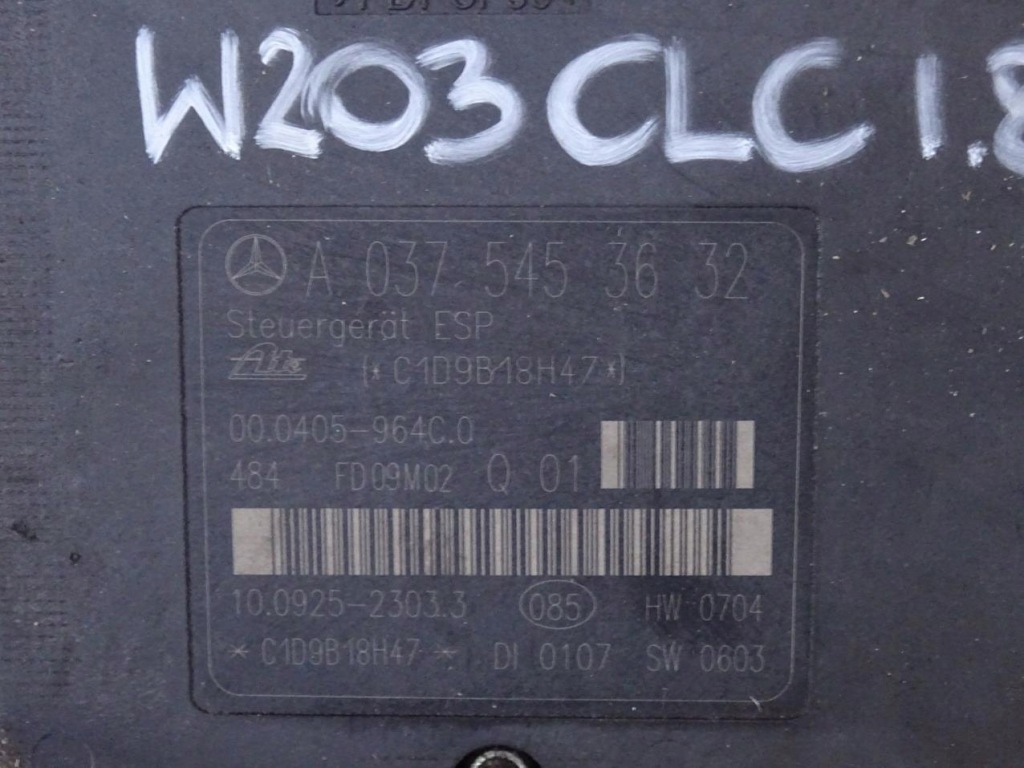 W203 CLC 1.8
A 037 545 36 32
Steuergerät ESP
Ate (*C1D9B18H47*)
00.0405-964C.0
484 FD09M02 Q 01
10.0925-2303.3 085 HW 0704
* C1D9B18H47 * DI 0107 SW 0603